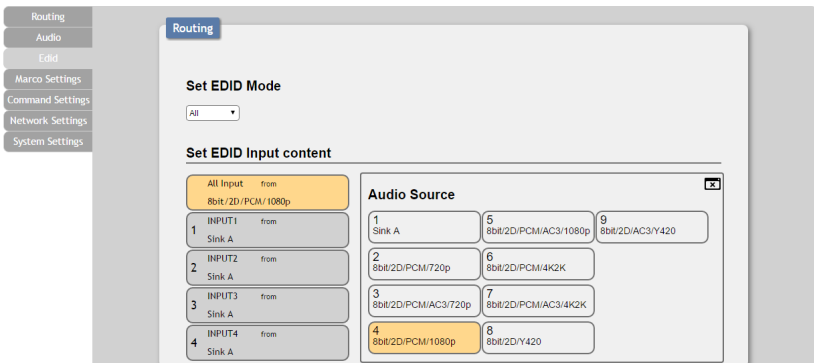 Routing
Audio
Edid
Marco Settings
Command Settings
Network Settings
System Settings
Routing
Set EDID Mode
All
Set EDID Input content
All Input from
8bit/2D/PCM/1080p
1 INPUT1 from
Sink A
2 INPUT2 from
Sink A
3 INPUT3 from
Sink A
4 INPUT4 from
Sink A
Audio Source
1
Sink A
5
8bit/2D/PCM/AC3/1080p
9
8bit/2D/AC3/Y420
2
8bit/2D/PCM/720p
6
8bit/2D/PCM/4K2K
3
8bit/2D/PCM/AC3/720p
7
8bit/2D/PCM/AC3/4K2K
4
8bit/2D/PCM/1080p
8
8bit/2D/Y420